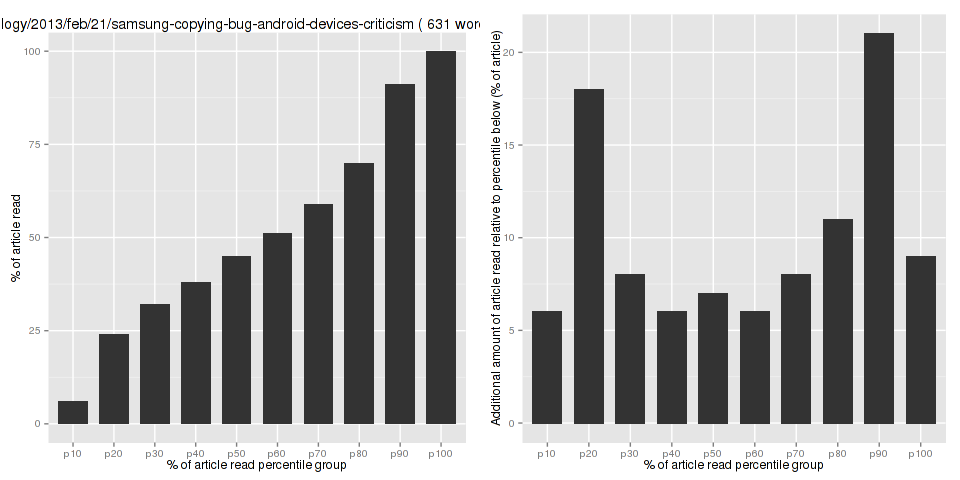 logy/2013/feb/21/samsung-copying-bug-android-devices-criticism ( 631 wor
% of article read
100
75
50
25
0
p10 p20 p30 p40 p50 p60 p70 p80 p90 p100
% of article read percentile group
Additional amount of article read relative to percentile below (% of article)
20
15
10
5
0
p10 p20 p30 p40 p50 p60 p70 p80 p90 p100
% of article read percentile group